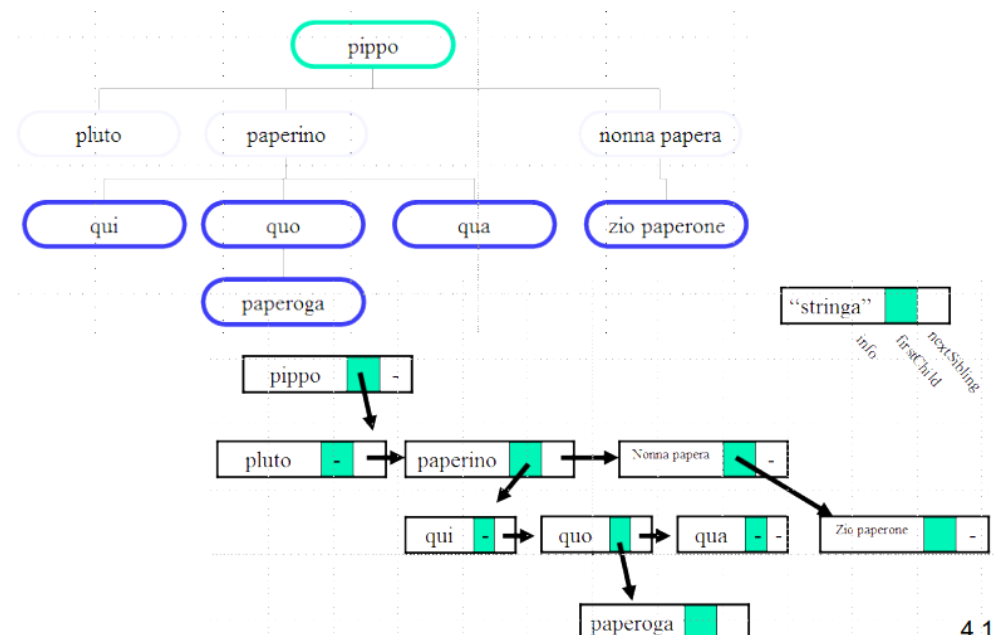 pippo
pluto
paperino
nonna papera
qui
quo
qua
zio paperone
paperoga
“stringa”
info
firstChild
nextSibling
pippo -
pluto -
paperino
Nonna papera -
qui -
quo
qua - -
Zio paperone -
paperoga
4.1